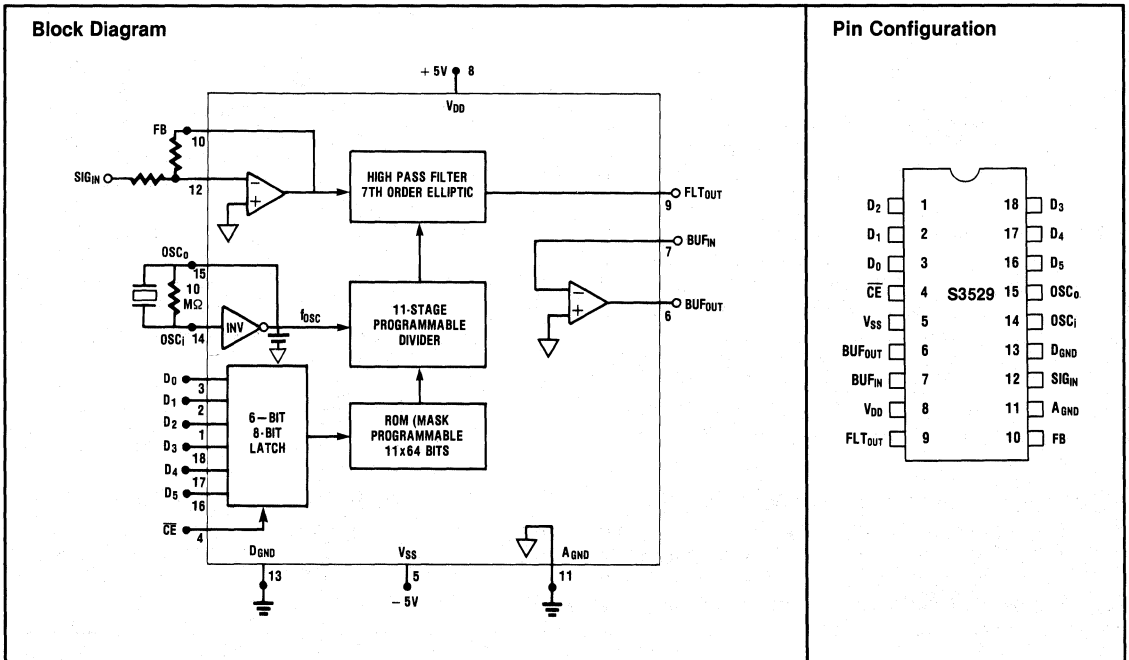 Block Diagram
+ 5V 8
VDD
FB
10
SIGIN
12
−
+
HIGH PASS FILTER
7TH ORDER ELLIPTIC
FLTOUT
9
BUFIN
7
−
+
BUFOUT
6
OSCo
15
10
MΩ
INV
fOSC
OSCi 14
11-STAGE
PROGRAMMABLE
DIVIDER
D0
3
D1
2
D2
1
D3
18
D4
17
D5
16
6−BIT
8-BIT
LATCH
ROM (MASK
PROGRAMMABLE
11x64 BITS
CE
4
DGND
13
VSS
5
− 5V
AGND
11
Pin Configuration
S3529
D2 1
D1 2
D0 3
CE 4
VSS 5
BUFOUT 6
BUFIN 7
VDD 8
FLTOUT 9
18 D3
17 D4
16 D5
15 OSCo
14 OSCi
13 DGND
12 SIGIN
11 AGND
10 FB